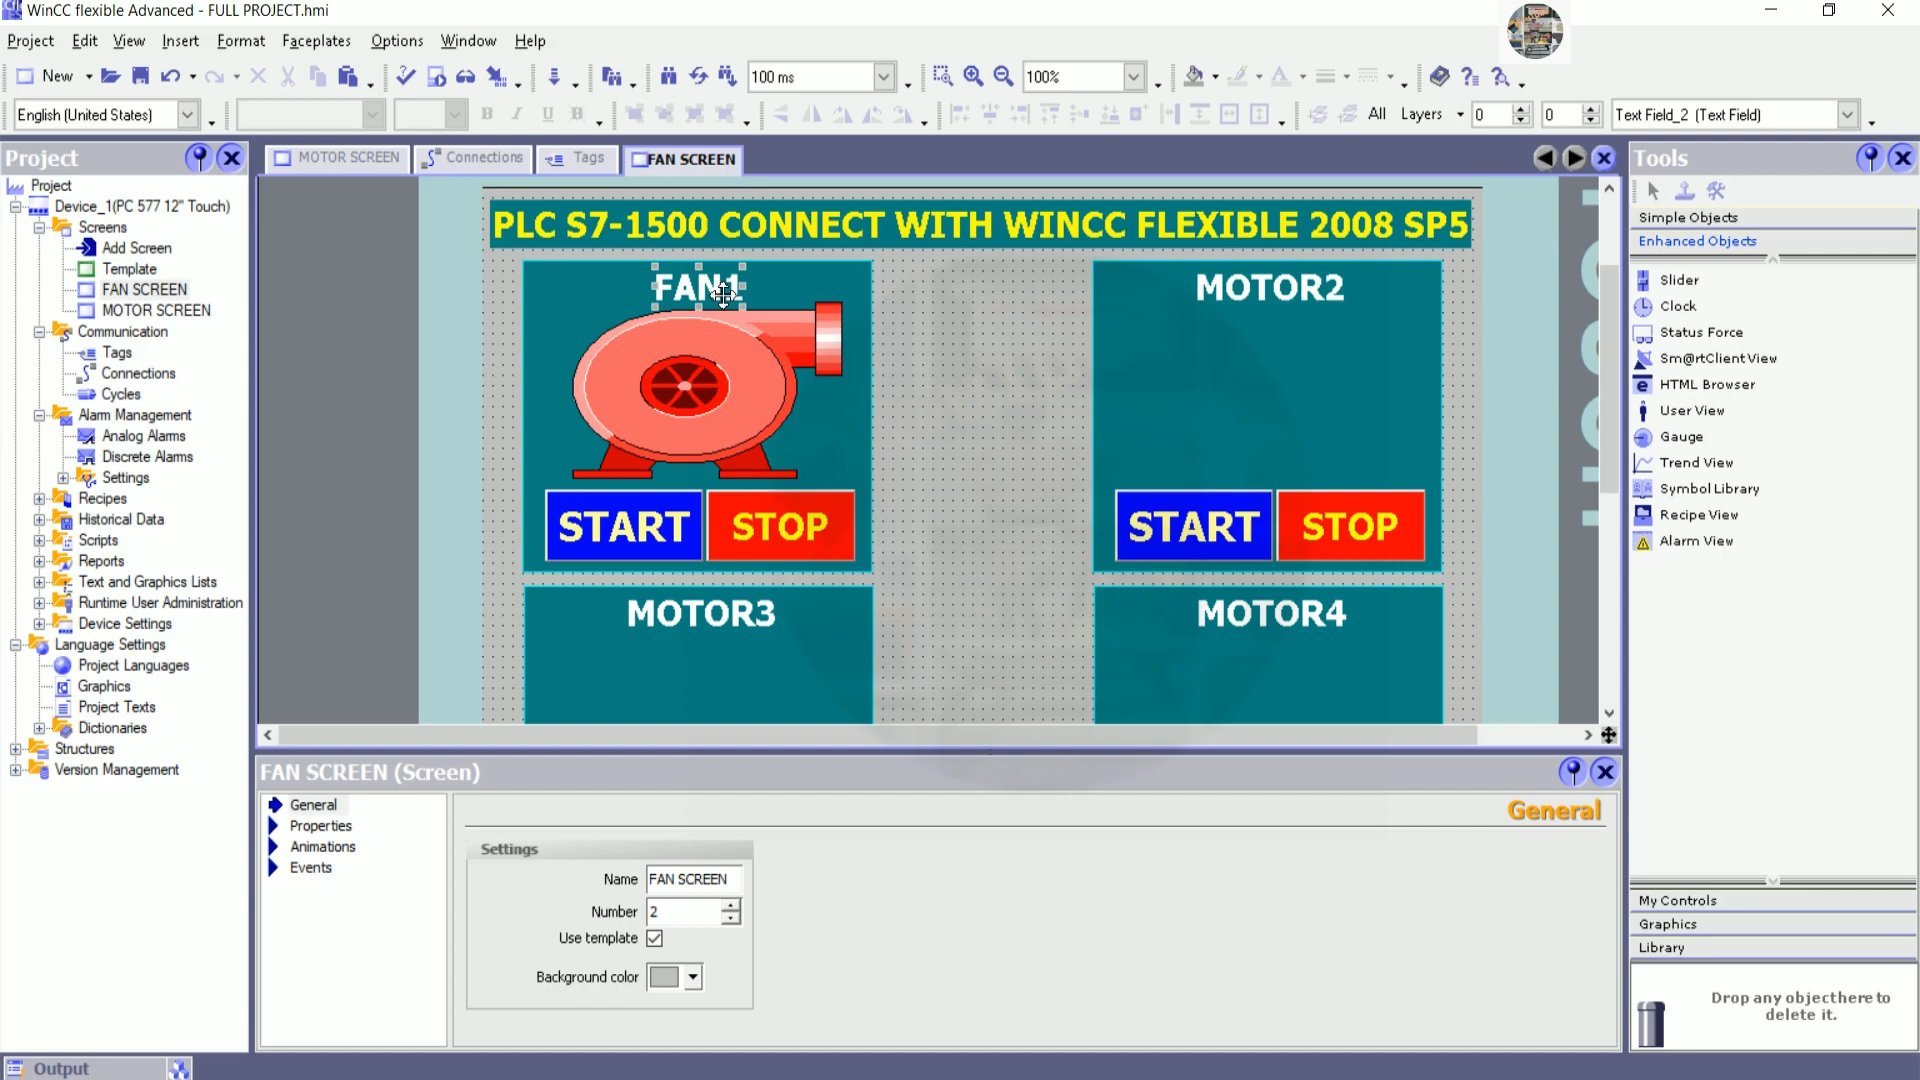 WinCC flexible Advanced - FULL PROJECT.hmi
Project Edit View Insert Format Faceplates Options Window Help
New 100 ms 100%
English (United States) B I U B All Layers 0 0 Text Field_2 (Text Field)
Project
Project
Device_1(PC 577 12" Touch)
Screens
Add Screen
Template
FAN SCREEN
MOTOR SCREEN
Communication
Tags
Connections
Cycles
Alarm Management
Analog Alarms
Discrete Alarms
Settings
Recipes
Historical Data
Scripts
Reports
Text and Graphics Lists
Runtime User Administration
Device Settings
Language Settings
Project Languages
Graphics
Project Texts
Dictionaries
Structures
Version Management
MOTOR SCREEN Connections Tags FAN SCREEN
PLC S7-1500 CONNECT WITH WINCC FLEXIBLE 2008 SP5
FAN1 MOTOR2
START STOP START STOP
MOTOR3 MOTOR4
FAN SCREEN (Screen)
General
Properties
Animations
Events
General
Settings
Name FAN SCREEN
Number 2
Use template
Background color
Tools
Simple Objects
Enhanced Objects
Slider
Clock
Status Force
Sm@rtClient View
HTML Browser
User View
Gauge
Trend View
Symbol Library
Recipe View
Alarm View
My Controls
Graphics
Library
Drop any object here to
delete it.
Output